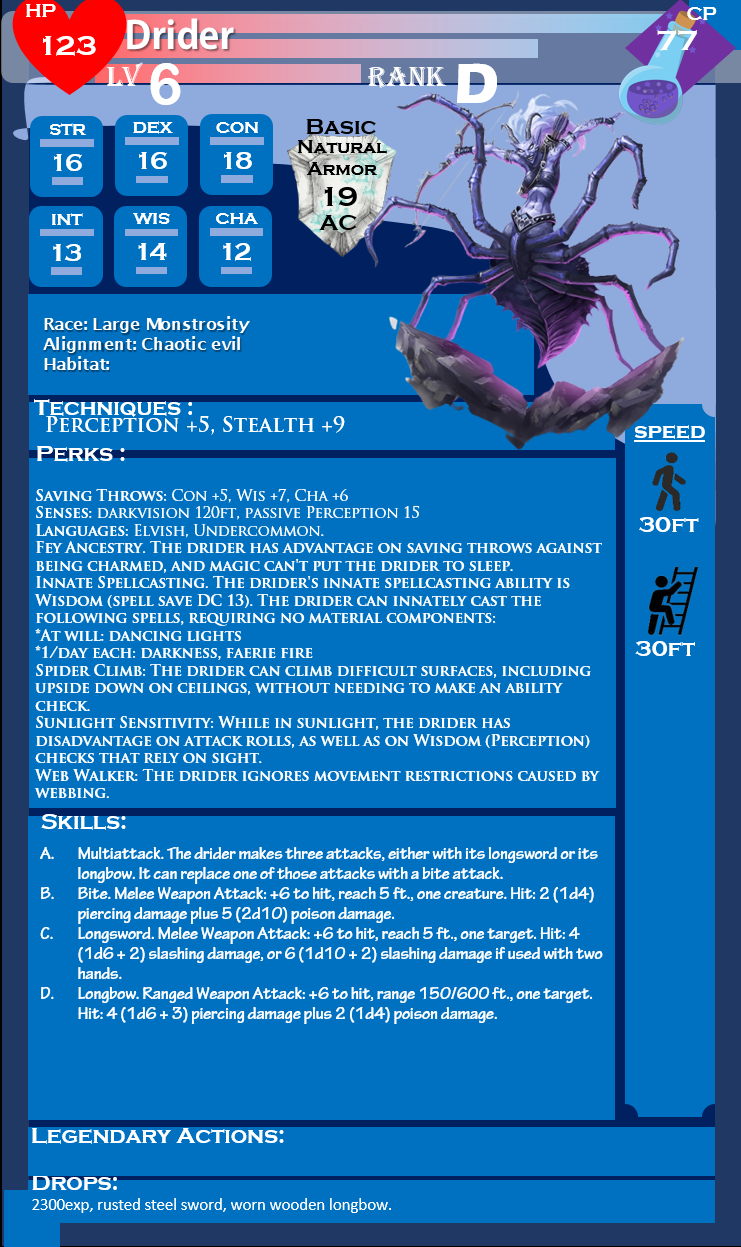 HP
123
Drider
CP
77
LV 6
RANK D
STR
16
DEX
16
CON
18
INT
13
WIS
14
CHA
12
Basic
Natural
Armor
19
AC
Race: Large Monstrosity
Alignment: Chaotic evil
Habitat:
Techniques :
Perception +5, Stealth +9
Perks :
Saving Throws: Con +5, Wis +7, Cha +6
Senses: darkvision 120ft, passive Perception 15
Languages: Elvish, Undercommon.
Fey Ancestry. The drider has advantage on saving throws against
being charmed, and magic can't put the drider to sleep.
Innate Spellcasting. The drider's innate spellcasting ability is
Wisdom (spell save DC 13). The drider can innately cast the
following spells, requiring no material components:
*At will: dancing lights
*1/day each: darkness, faerie fire
Spider Climb: The drider can climb difficult surfaces, including
upside down on ceilings, without needing to make an ability
check.
Sunlight Sensitivity: While in sunlight, the drider has
disadvantage on attack rolls, as well as on Wisdom (Perception)
checks that rely on sight.
Web Walker: The drider ignores movement restrictions caused by
webbing.
SPEED
30ft
30ft
Skills:
A. Multiattack. The drider makes three attacks, either with its longsword or its
longbow. It can replace one of those attacks with a bite attack.
B. Bite. Melee Weapon Attack: +6 to hit, reach 5 ft., one creature. Hit: 2 (1d4)
piercing damage plus 5 (2d10) poison damage.
C. Longsword. Melee Weapon Attack: +6 to hit, reach 5 ft., one target. Hit: 4
(1d6 + 2) slashing damage, or 6 (1d10 + 2) slashing damage if used with two
hands.
D. Longbow. Ranged Weapon Attack: +6 to hit, range 150/600 ft., one target.
Hit: 4 (1d6 + 3) piercing damage plus 2 (1d4) poison damage.
Legendary Actions:
Drops:
2300exp, rusted steel sword, worn wooden longbow.